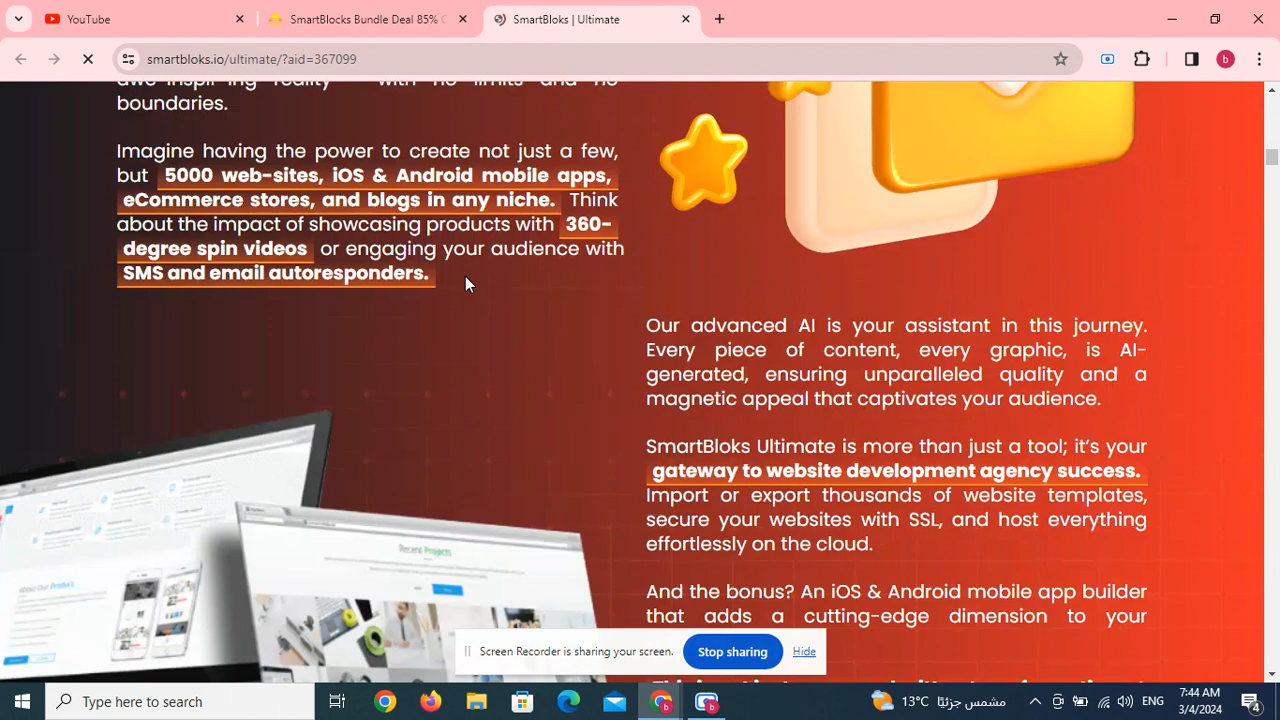 YouTube
SmartBlocks Bundle Deal 85%
SmartBloks | Ultimate
smartbloks.io/ultimate/?aid=367099
b
with no limits and no
boundaries.
Imagine having the power to create not just a few,
but 5000 web-sites, iOS & Android mobile apps,
eCommerce stores, and blogs in any niche. Think
about the impact of showcasing products with 360-
degree spin videos or engaging your audience with
SMS and email autoresponders.
Our advanced AI is your assistant in this journey.
Every piece of content, every graphic, is AI-
generated, ensuring unparalleled quality and a
magnetic appeal that captivates your audience.
SmartBloks Ultimate is more than just a tool; it's your
gateway to website development agency success.
Import or export thousands of website templates,
secure your websites with SSL, and host everything
effortlessly on the cloud.
And the bonus? An iOS & Android mobile app builder
that adds a cutting-edge dimension to your
Recent Projects
Screen Recorder is sharing your screen.
Stop sharing
Hide
Type here to search
13°C مشمس جزئيًا
ENG
7:44 AM
3/4/2024
4